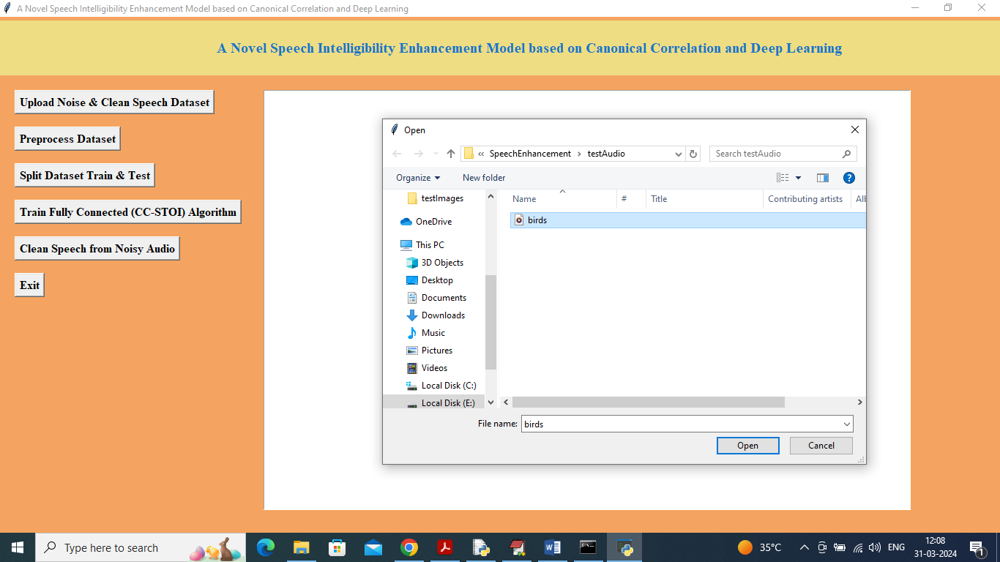 A Novel Speech Intelligibility Enhancement Model based on Canonical Correlation and Deep Learning
A Novel Speech Intelligibility Enhancement Model based on Canonical Correlation and Deep Learning
Upload Noise & Clean Speech Dataset
Preprocess Dataset
Split Dataset Train & Test
Train Fully Connected (CC-STOI) Algorithm
Clean Speech from Noisy Audio
Exit
Open
« SpeechEnhancement › testAudio
Search testAudio
Organize
New folder
?
testImages
OneDrive
This PC
3D Objects
Desktop
Documents
Downloads
Music
Pictures
Videos
Local Disk (C:)
Local Disk (E:)
Name # Title Contributing artists Alb
birds
File name: birds
Open Cancel
Type here to search
W
35°C
ENG
12:08
31-03-2024
1